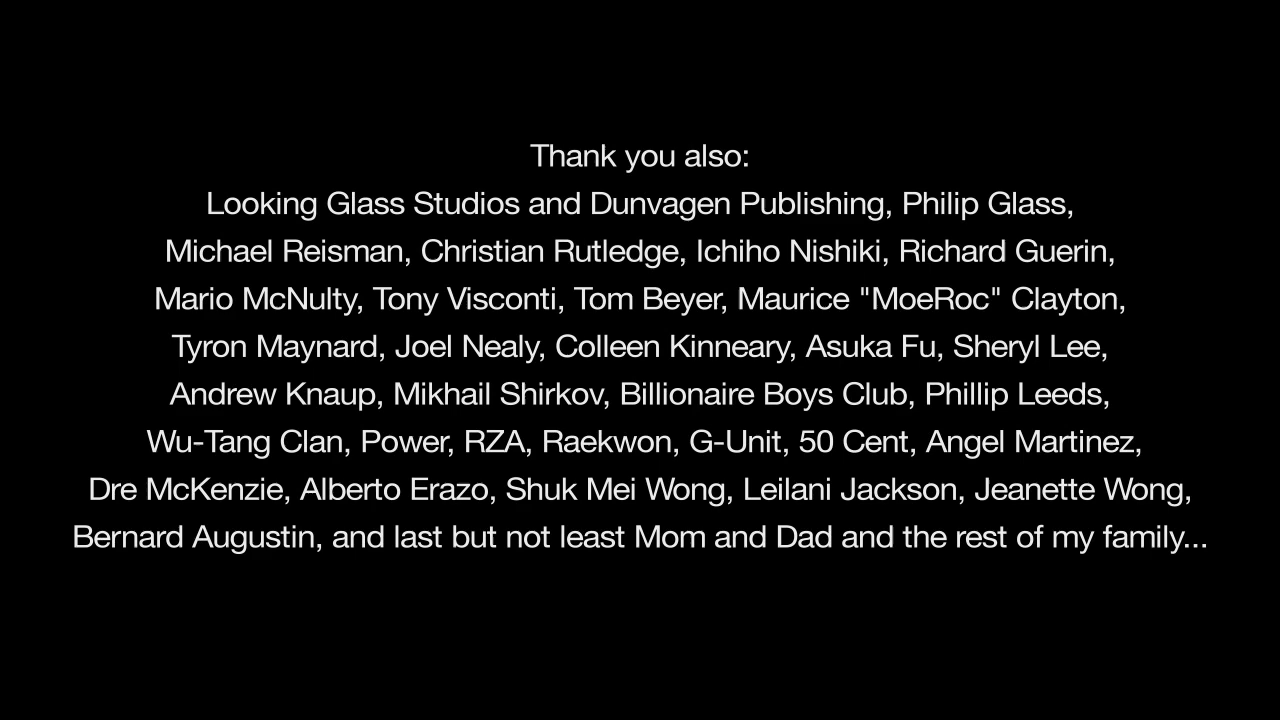 Thank you also:
Looking Glass Studios and Dunvagen Publishing, Philip Glass,
Michael Reisman, Christian Rutledge, Ichiho Nishiki, Richard Guerin,
Mario McNulty, Tony Visconti, Tom Beyer, Maurice "MoeRoc" Clayton,
Tyron Maynard, Joel Nealy, Colleen Kinneary, Asuka Fu, Sheryl Lee,
Andrew Knaup, Mikhail Shirkov, Billionaire Boys Club, Phillip Leeds,
Wu-Tang Clan, Power, RZA, Raekwon, G-Unit, 50 Cent, Angel Martinez,
Dre McKenzie, Alberto Erazo, Shuk Mei Wong, Leilani Jackson, Jeanette Wong,
Bernard Augustin, and last but not least Mom and Dad and the rest of my family...